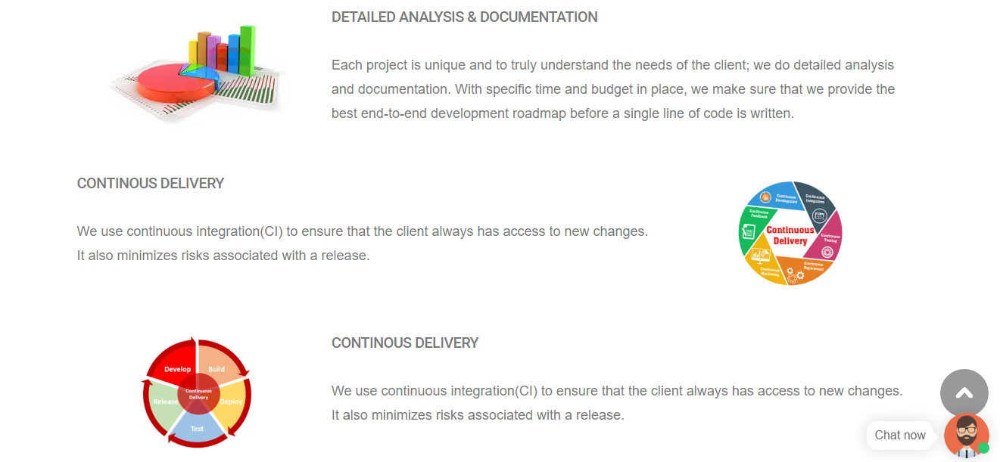 DETAILED ANALYSIS & DOCUMENTATION
Each project is unique and to truly understand the needs of the client; we do detailed analysis
and documentation. With specific time and budget in place, we make sure that we provide the
best end-to-end development roadmap before a single line of code is written.
CONTINOUS DELIVERY
We use continuous integration(CI) to ensure that the client always has access to new changes.
It also minimizes risks associated with a release.
Continuous
Development
Continuous
Integration
Continuous
Feedback
Continuous
Delivery
Continuous
Testing
Continuous
Monitoring
Continuous
Deployment
CONTINOUS DELIVERY
We use continuous integration(CI) to ensure that the client always has access to new changes.
It also minimizes risks associated with a release.
Develop
Build
Continuous
Delivery
Release
Deploy
Test
Chat now